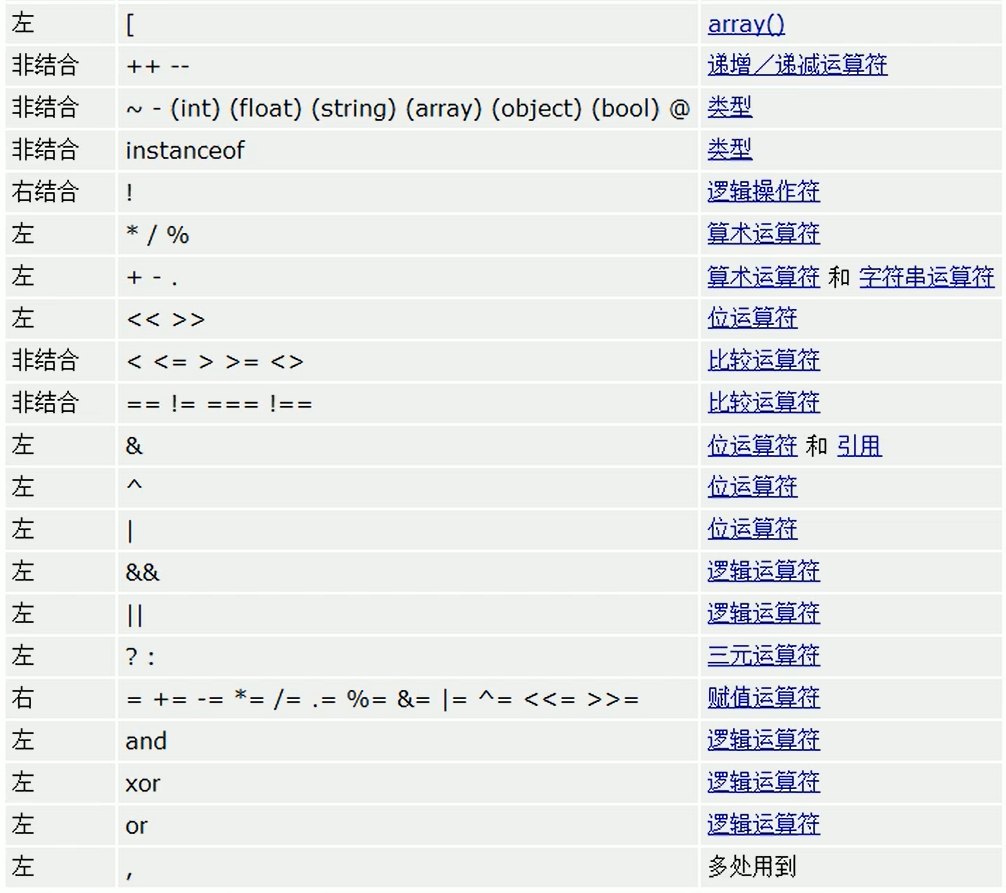 左 [ array()
非结合 ++ -- 递增／递减运算符
非结合 ~ - (int) (float) (string) (array) (object) (bool) @ 类型
非结合 instanceof 类型
右结合 ! 逻辑操作符
左 * / % 算术运算符
左 + - . 算术运算符 和 字符串运算符
左 << >> 位运算符
非结合 < <= > >= <> 比较运算符
非结合 == != === !== 比较运算符
左 & 位运算符 和 引用
左 ^ 位运算符
左 | 位运算符
左 && 逻辑运算符
左 || 逻辑运算符
左 ? : 三元运算符
右 = += -= *= /= .= %= &= |= ^= <<= >>= 赋值运算符
左 and 逻辑运算符
左 xor 逻辑运算符
左 or 逻辑运算符
左 , 多处用到